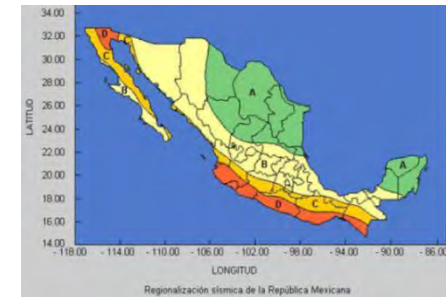 34.00
32.00
30.00
28.00
26.00
24.00
22.00
20.00
18.00
16.00
14.00
LATITUD
D
C
B
A
B
A
C
D
-118.00 -114.00 -110.00 -106.00 -102.00 -98.00 -94.00 -90.00 -86.00
LONGITUD
Regionalización sísmica de la República Mexicana